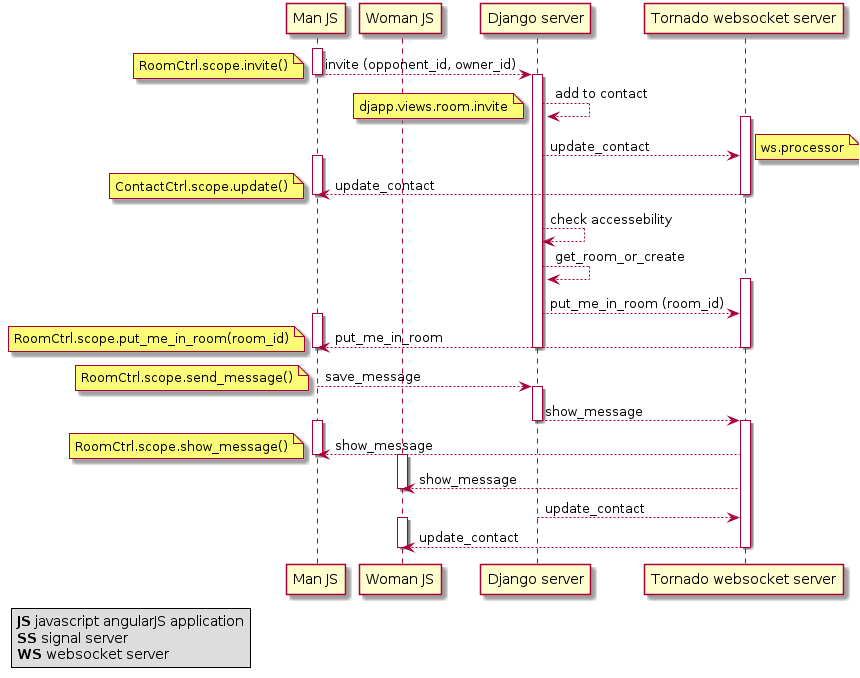 Man JS
Woman JS
Django server
Tornado websocket server
RoomCtrl.scope.invite()
invite (opponent_id, owner_id)
add to contact
djapp.views.room.invite
update_contact
ws.processor
ContactCtrl.scope.update()
update_contact
check accessebility
get_room_or_create
put_me_in_room (room_id)
RoomCtrl.scope.put_me_in_room(room_id)
put_me_in_room
RoomCtrl.scope.send_message()
save_message
show_message
RoomCtrl.scope.show_message()
show_message
show_message
update_contact
update_contact
Man JS
Woman JS
Django server
Tornado websocket server
JS javascript angularJS application
SS signal server
WS websocket server